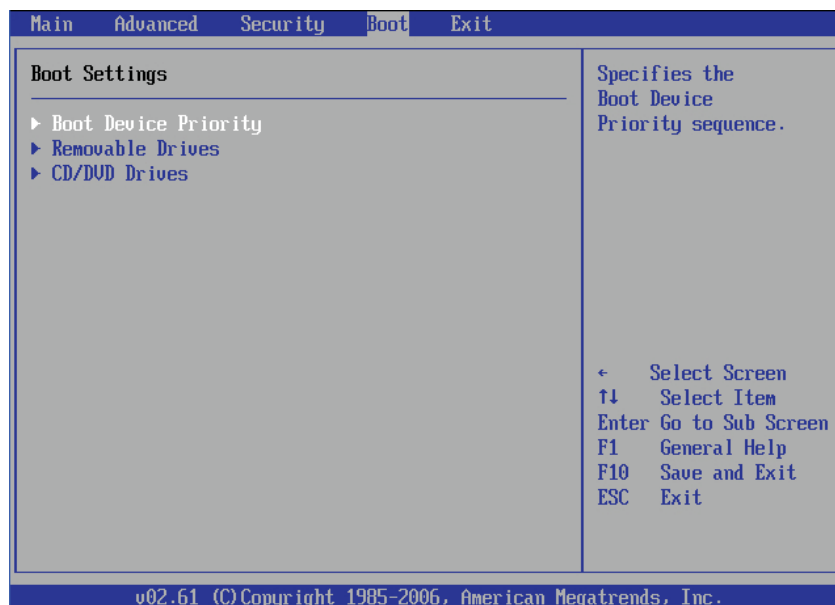 Main Advanced Security Boot Exit
Boot Settings
▶ Boot Device Priority
▶ Removable Drives
▶ CD/DVD Drives
Specifies the
Boot Device
Priority sequence.
← Select Screen
↑↓ Select Item
Enter Go to Sub Screen
F1 General Help
F10 Save and Exit
ESC Exit
v02.61 (C)Copyright 1985-2006, American Megatrends, Inc.